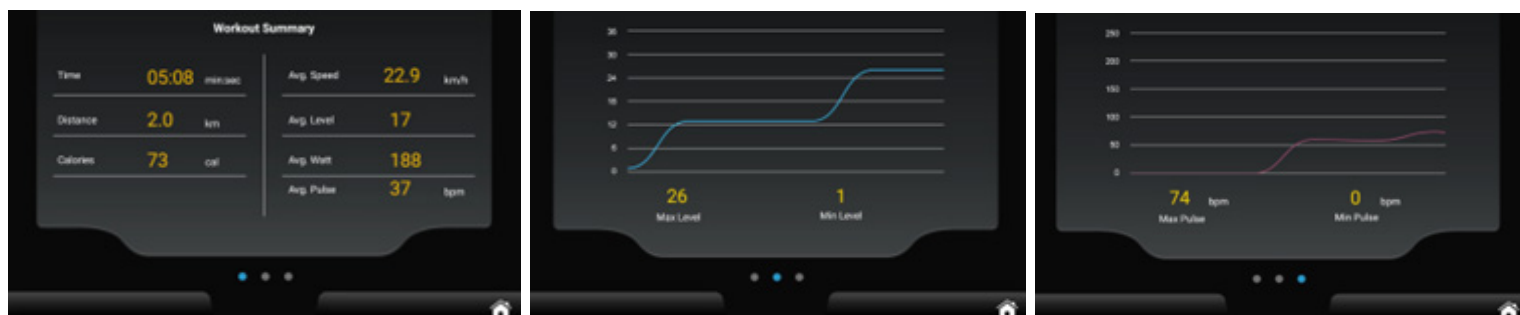 Workout Summary
Time 05:08 min:sec
Distance 2.0 km
Calories 73 cal
Avg. Speed 22.9 km/h
Avg. Level 17
Avg. Watt 188
Avg. Pulse 37 bpm
36
30
24
18
12
6
0
26
Max Level
1
Min Level
250
200
150
100
50
0
74 bpm
Max Pulse
0 bpm
Min Pulse